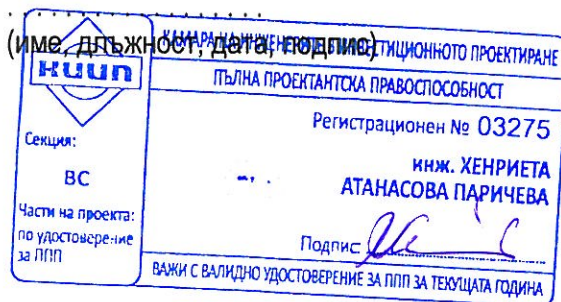 . . . . . . . . . . . . . . . . . . . .
(име, длъжност, дата, подпис)
КАМАРА НА ИНЖЕНЕРИТЕ В ИНВЕСТИЦИОННОТО ПРОЕКТИРАНЕ
КИИП
ПЪЛНА ПРОЕКТАНТСКА ПРАВОСПОСОБНОСТ
Регистрационен № 03275
Секция:
ВС
инж. ХЕНРИЕТА
АТАНАСОВА ПАРИЧЕВА
Части на проекта:
по удостоверение
за ППП
Подпис:
ВАЖИ С ВАЛИДНО УДОСТОВЕРЕНИЕ ЗА ППП ЗА ТЕКУЩАТА ГОДИНА